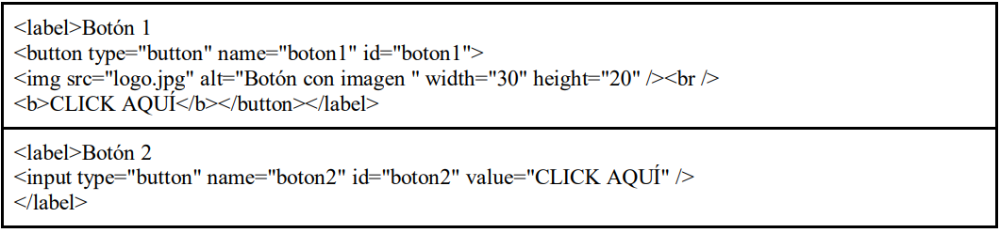 <label>Botón 1
<button type="button" name="boton1" id="boton1">
<img src="logo.jpg" alt="Botón con imagen " width="30" height="20" /><br />
<b>CLICK AQUÍ</b></button></label>
<label>Botón 2
<input type="button" name="boton2" id="boton2" value="CLICK AQUÍ" />
</label>